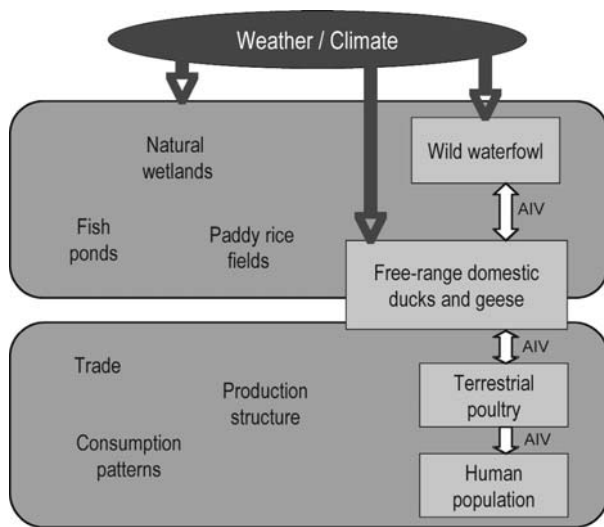 Weather / Climate
Natural
wetlands
Wild waterfowl
AIV
Fish
ponds
Paddy rice
fields
Free-range domestic
ducks and geese
AIV
Trade
Production
structure
Terrestrial
poultry
Consumption
patterns
AIV
Human
population